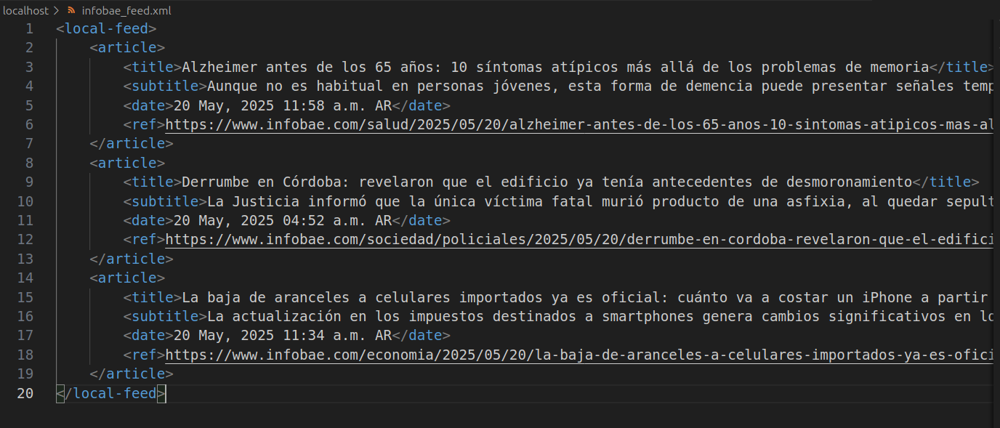 localhost > infobae_feed.xml
1 <local-feed>
2 <article>
3 <title>Alzheimer antes de los 65 años: 10 síntomas atípicos más allá de los problemas de memoria</title>
4 <subtitle>Aunque no es habitual en personas jóvenes, esta forma de demencia puede presentar señales temp
5 <date>20 May, 2025 11:58 a.m. AR</date>
6 <ref>https://www.infobae.com/salud/2025/05/20/alzheimer-antes-de-los-65-anos-10-sintomas-atipicos-mas-al
7 </article>
8 <article>
9 <title>Derrumbe en Córdoba: revelaron que el edificio ya tenía antecedentes de desmoronamiento</title>
10 <subtitle>La Justicia informó que la única víctima fatal murió producto de una asfixia, al quedar sepult
11 <date>20 May, 2025 04:52 a.m. AR</date>
12 <ref>https://www.infobae.com/sociedad/policiales/2025/05/20/derrumbe-en-cordoba-revelaron-que-el-edifici
13 </article>
14 <article>
15 <title>La baja de aranceles a celulares importados ya es oficial: cuánto va a costar un iPhone a partir
16 <subtitle>La actualización en los impuestos destinados a smartphones genera cambios significativos en lo
17 <date>20 May, 2025 11:34 a.m. AR</date>
18 <ref>https://www.infobae.com/economia/2025/05/20/la-baja-de-aranceles-a-celulares-importados-ya-es-ofici
19 </article>
20 </local-feed>